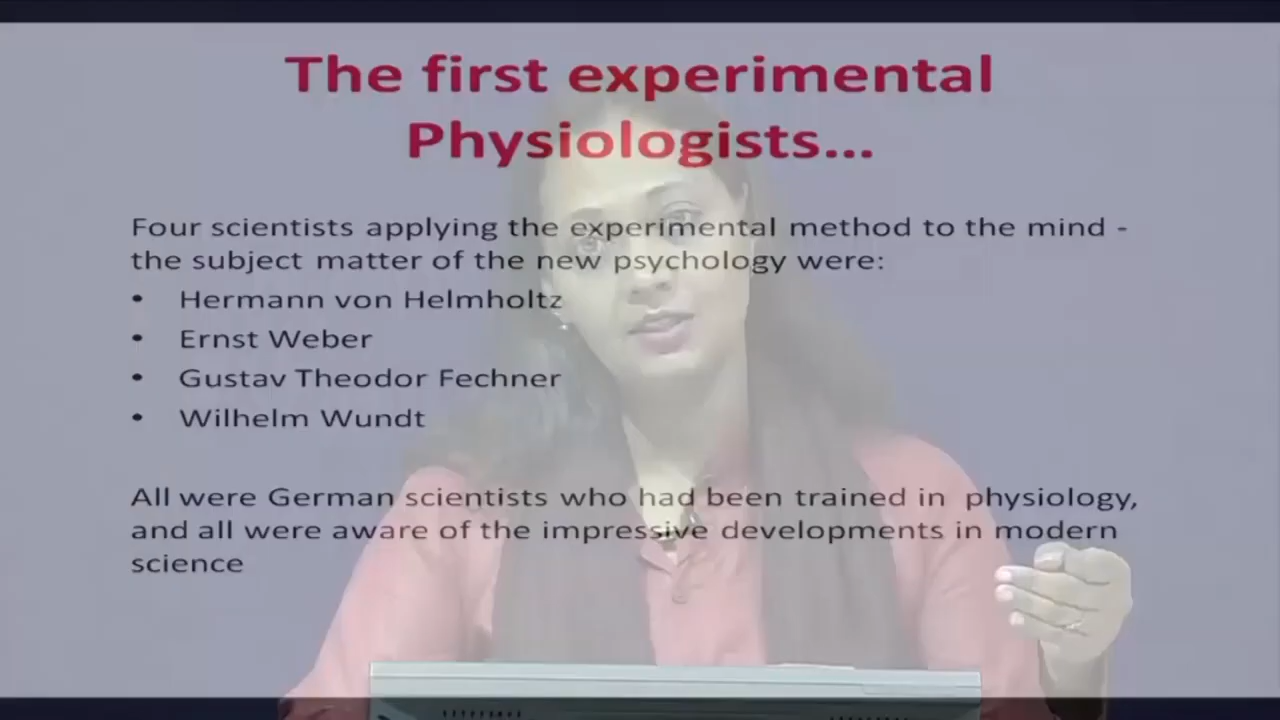 The first experimental
Physiologists...
Four scientists applying the experimental method to the mind -
the subject matter of the new psychology were:
• Hermann von Helmholtz
• Ernst Weber
• Gustav Theodor Fechner
• Wilhelm Wundt
All were German scientists who had been trained in physiology,
and all were aware of the impressive developments in modern
science